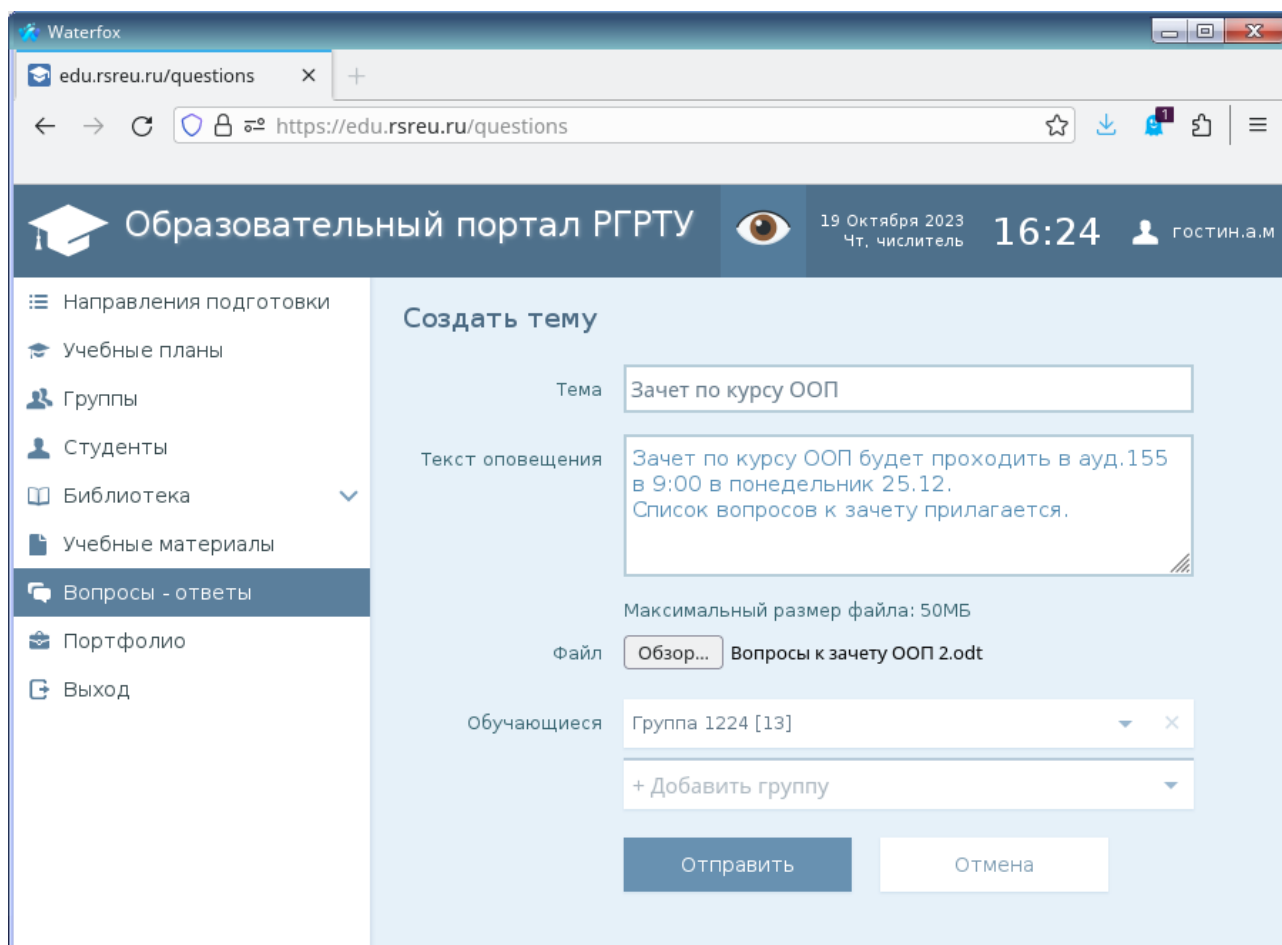 Waterfox
edu.rsreu.ru/questions
https://edu.rsreu.ru/questions
1
Образовательный портал РГРТУ
19 Октября 2023
Чт, числитель
16:24
гостин.а.м
Направления подготовки
Учебные планы
Группы
Студенты
Библиотека
Учебные материалы
Вопросы - ответы
Портфолио
Выход
Создать тему
Тема
Зачет по курсу ООП
Текст оповещения
Зачет по курсу ООП будет проходить в ауд.155
в 9:00 в понедельник 25.12.
Список вопросов к зачету прилагается.
Максимальный размер файла: 50МБ
Файл
Обзор...
Вопросы к зачету ООП 2.odt
Обучающиеся
Группа 1224 [13]
+ Добавить группу
Отправить
Отмена